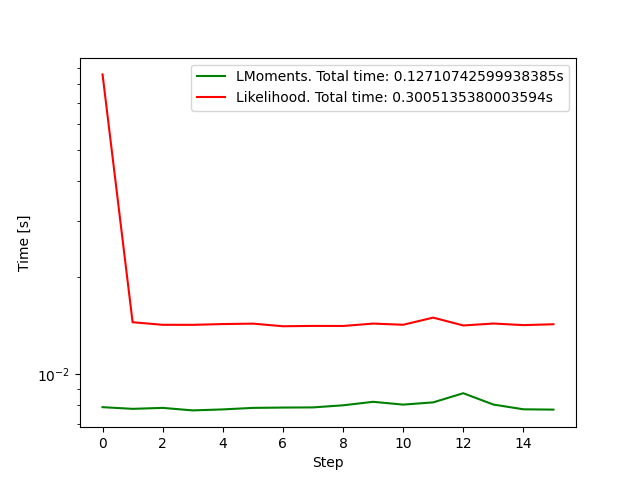 LMoments. Total time: 0.12710742599938385s
Likelihood. Total time: 0.3005135380003594s
Time [s]
10⁻²
0 2 4 6 8 10 12 14
Step